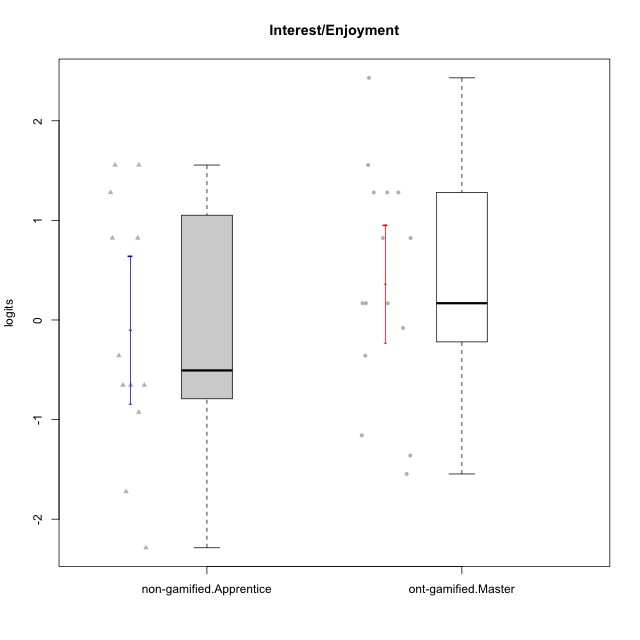 Interest/Enjoyment
logits
2
1
0
-1
-2
non-gamified.Apprentice
ont-gamified.Master